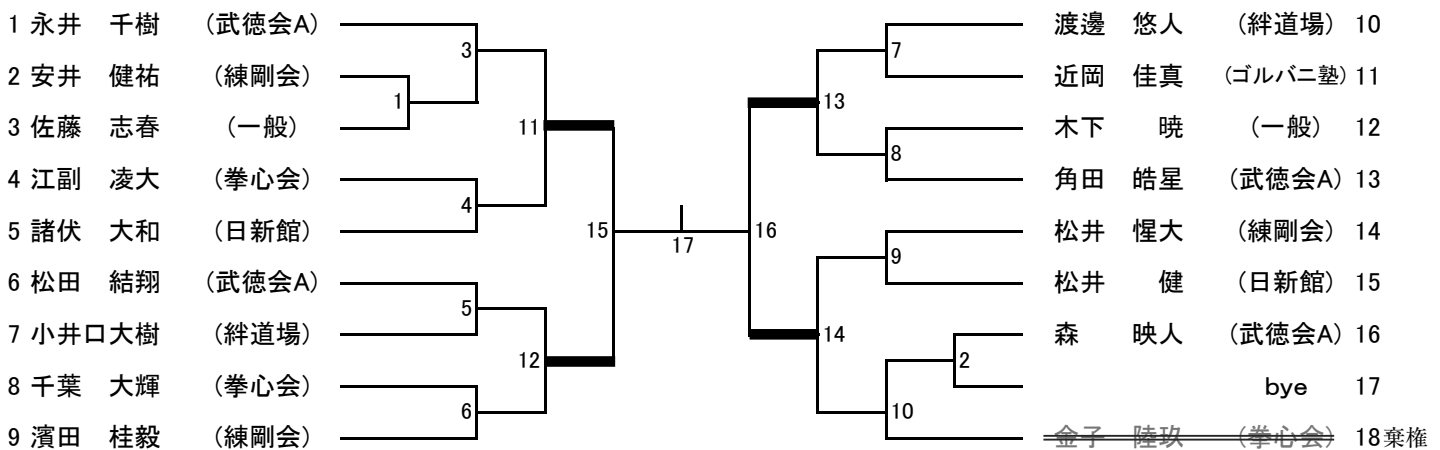 1 永井 千樹 (武徳会A)
2 安井 健祐 (練剛会)
3 佐藤 志春 (一般)
4 江副 凌大 (拳心会)
5 諸伏 大和 (日新館)
6 松田 結翔 (武徳会A)
7 小井口大樹 (絆道場)
8 千葉 大輝 (拳心会)
9 濱田 桂毅 (練剛会)
3
1
11
4
15
5
12
6
17
7
13
8
16
9
14
2
10
渡邊 悠人 (絆道場) 10
近岡 佳真 (ゴルバニ塾) 11
木下 暁 (一般) 12
角田 皓星 (武徳会A) 13
松井 惺大 (練剛会) 14
松井 健 (日新館) 15
森 映人 (武徳会A) 16
bye 17
金子 陸玖 (拳心会) 18棄権